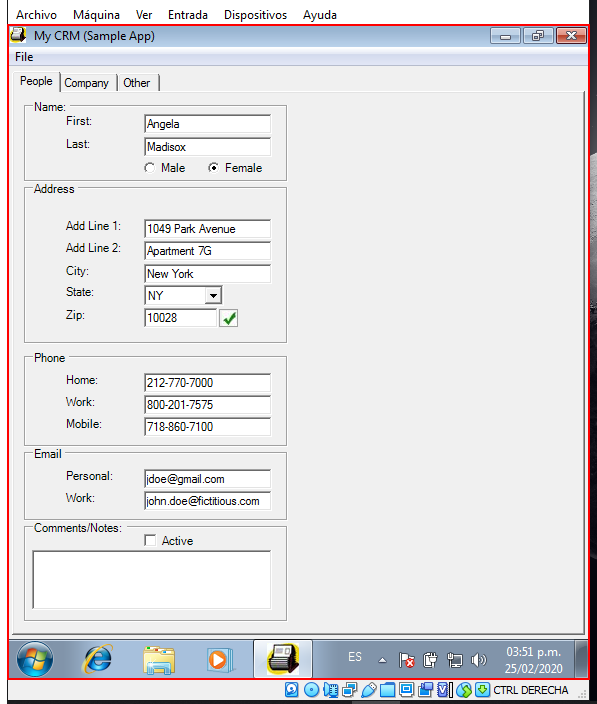 Archivo Máquina Ver Entrada Dispositivos Ayuda
My CRM (Sample App)
File
People Company Other
Name:
First: Angela
Last: Madisox
Male Female
Address
Add Line 1: 1049 Park Avenue
Add Line 2: Apartment 7G
City: New York
State: NY
Zip: 10028
Phone
Home: 212-770-7000
Work: 800-201-7575
Mobile: 718-860-7100
Email
Personal: jdoe@gmail.com
Work: john.doe@fictitious.com
Comments/Notes:
Active
ES 03:51 p.m.
25/02/2020
CTRL DERECHA